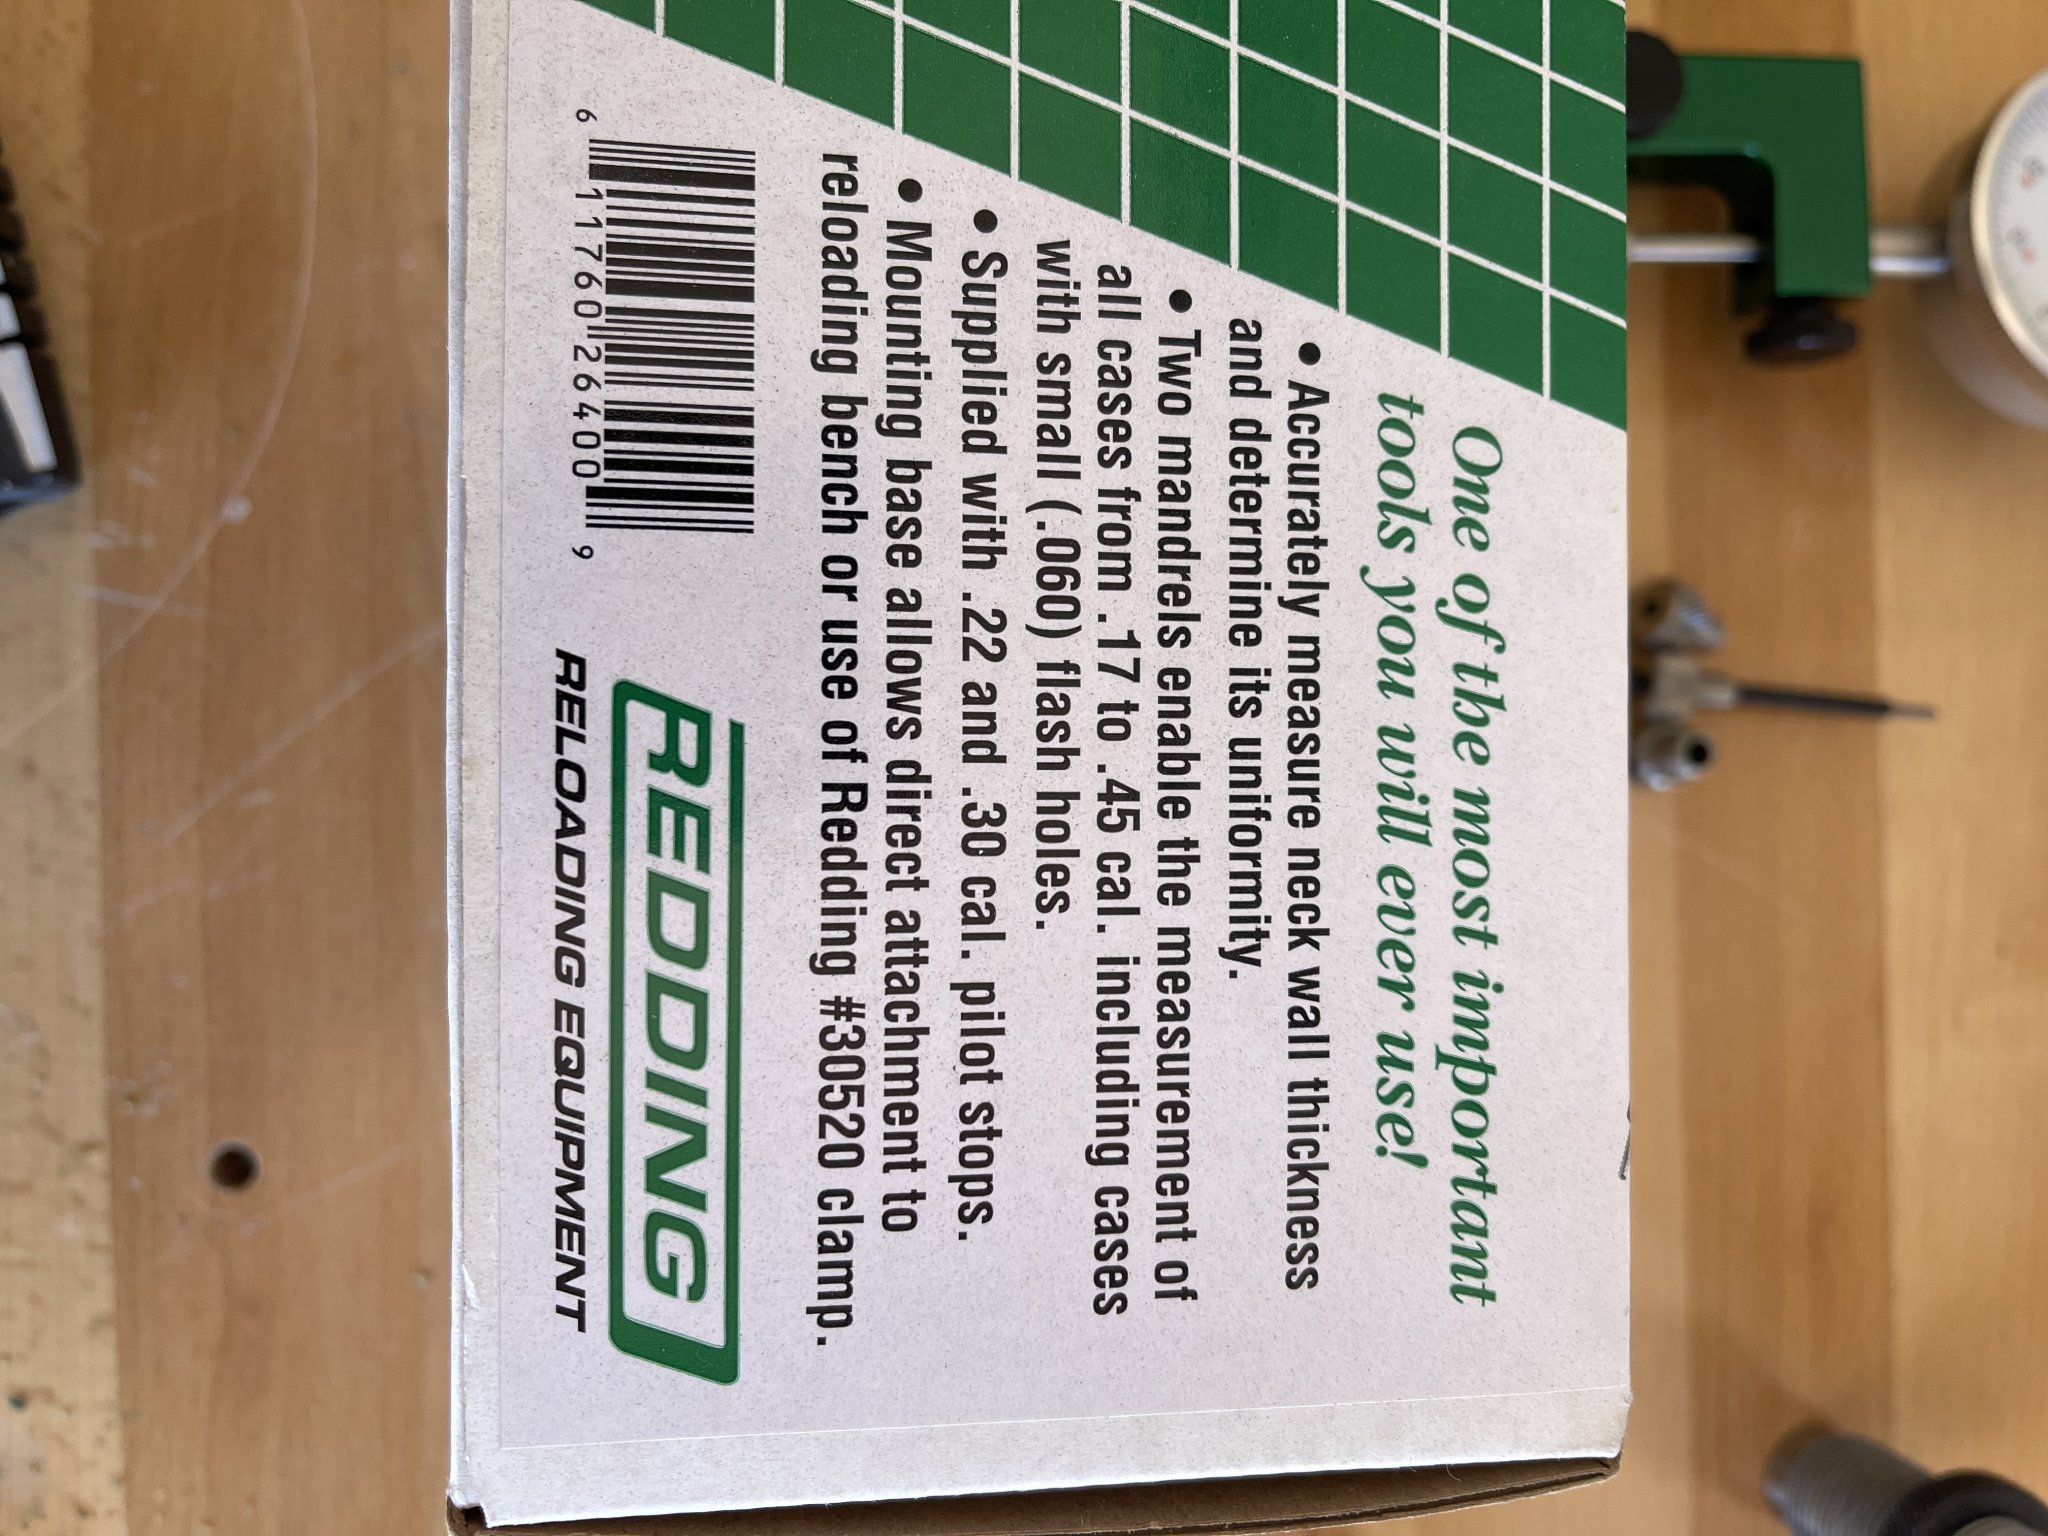 One of the most important
tools you will ever use!
• Accurately measure neck wall thickness
and determine its uniformity.
• Two mandrels enable the measurement of
all cases from .17 to .45 cal. including cases
with small (.060) flash holes.
• Supplied with .22 and .30 cal. pilot stops.
• Mounting base allows direct attachment to
reloading bench or use of Redding #30520 clamp.
6 11760 26400 9
REDDING
RELOADING EQUIPMENT